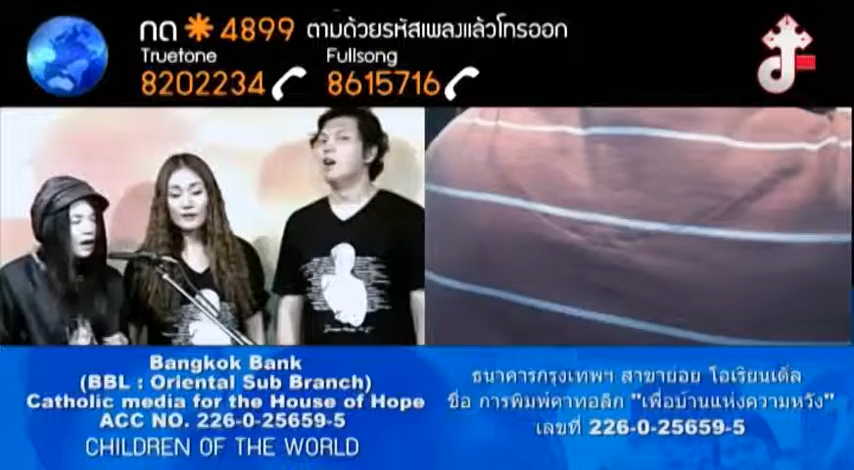 กด * 4899 ตามด้วยรหัสเพลงแล้วโทรออก
Truetone
Fullsong
8202234
8615716
Bangkok Bank
(BBL : Oriental Sub Branch)
Catholic media for the House of Hope
ACC NO. 226-0-25659-5
CHILDREN OF THE WORLD
ธนาคารกรุงเทพฯ สาขาย่อย โอเรียนเต็ล
ชื่อ การพิมพ์คาทอลิก "เพื่อบ้านแห่งความหวัง"
เลขที่ 226-0-25659-5